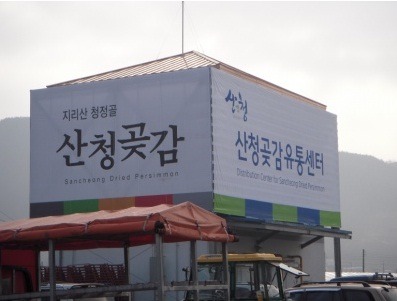 지리산 청정골
산청곶감
Sancheong Dried Persimmon
산청
산청곶감유통센터
Distribution Center for Sancheong Dried Persimmon